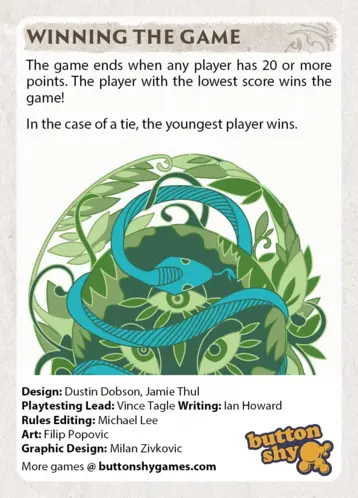 WINNING THE GAME
The game ends when any player has 20 or more
points. The player with the lowest score wins the
game!
In the case of a tie, the youngest player wins.
Design: Dustin Dobson, Jamie Thul
Playtesting Lead: Vince Tagle Writing: Ian Howard
Rules Editing: Michael Lee
Art: Filip Popovic
Graphic Design: Milan Zivkovic
More games @ buttonshygames.com
button
shy